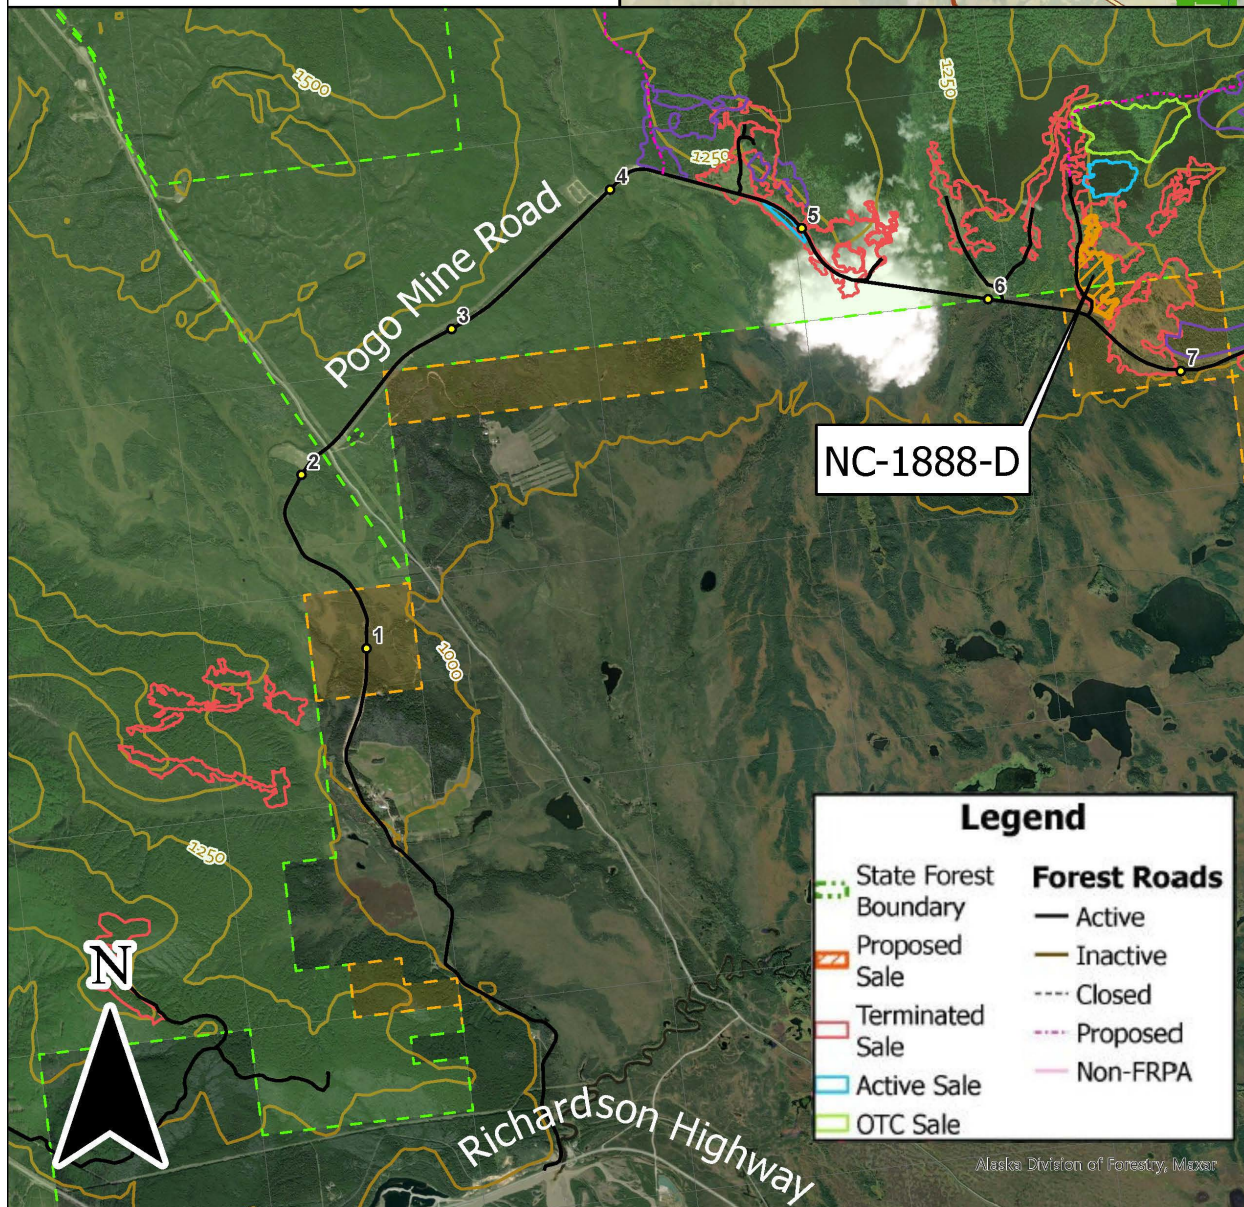 1500
1250
1250
4
5
Pogo Mine Road
3
6
7
NC-1888-D
2
1
1000
1250
N
Richardson Highway
Legend
State Forest
Boundary
Proposed
Sale
Terminated
Sale
Active Sale
OTC Sale
Forest Roads
Active
Inactive
Closed
Proposed
Non-FRPA
Alaska Division of Forestry, Maxar